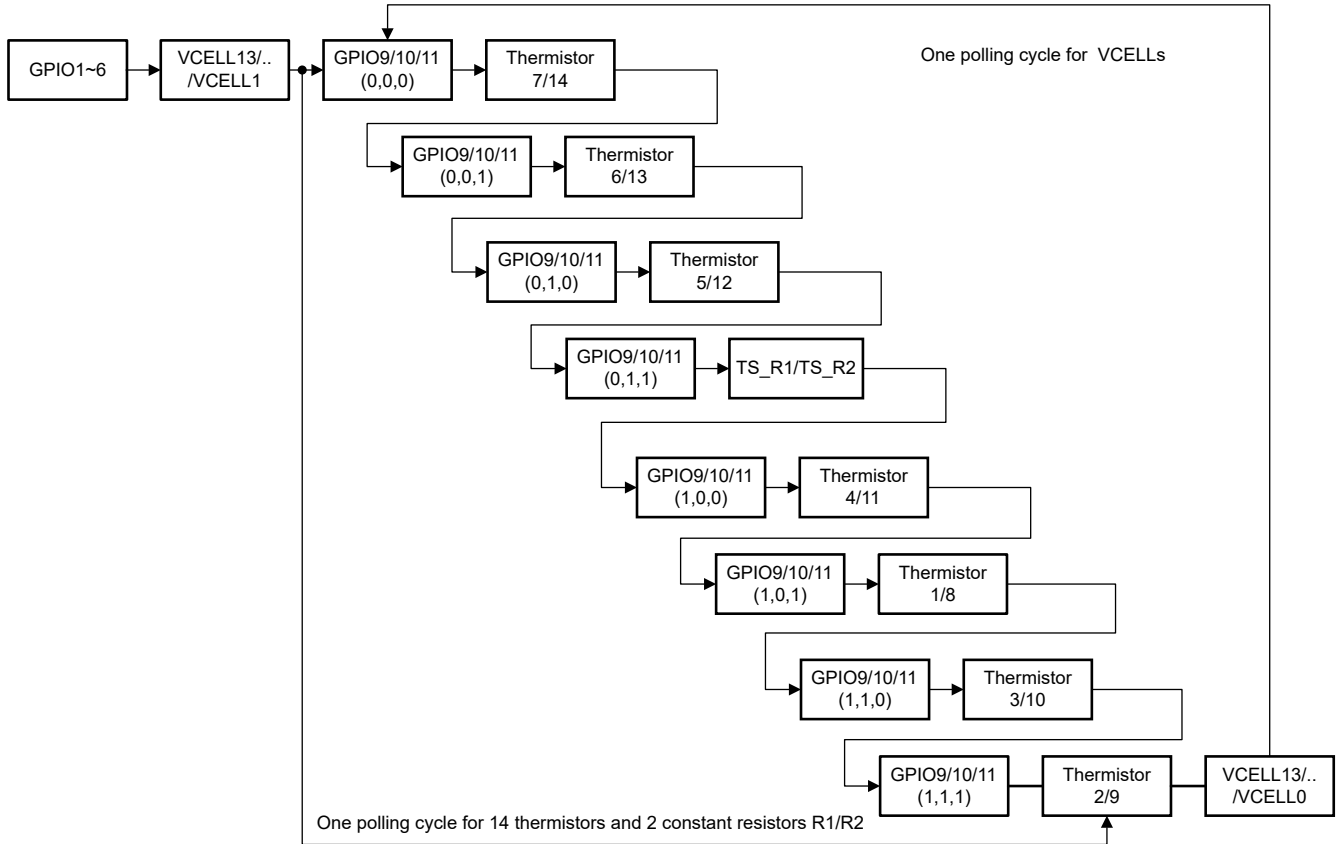 One polling cycle for VCELLs
GPIO1~6
VCELL13/..
/VCELL1
GPIO9/10/11
(0,0,0)
Thermistor
7/14
GPIO9/10/11
(0,0,1)
Thermistor
6/13
GPIO9/10/11
(0,1,0)
Thermistor
5/12
GPIO9/10/11
(0,1,1)
TS_R1/TS_R2
GPIO9/10/11
(1,0,0)
Thermistor
4/11
GPIO9/10/11
(1,0,1)
Thermistor
1/8
GPIO9/10/11
(1,1,0)
Thermistor
3/10
GPIO9/10/11
(1,1,1)
Thermistor
2/9
VCELL13/..
/VCELL0
One polling cycle for 14 thermistors and 2 constant resistors R1/R2